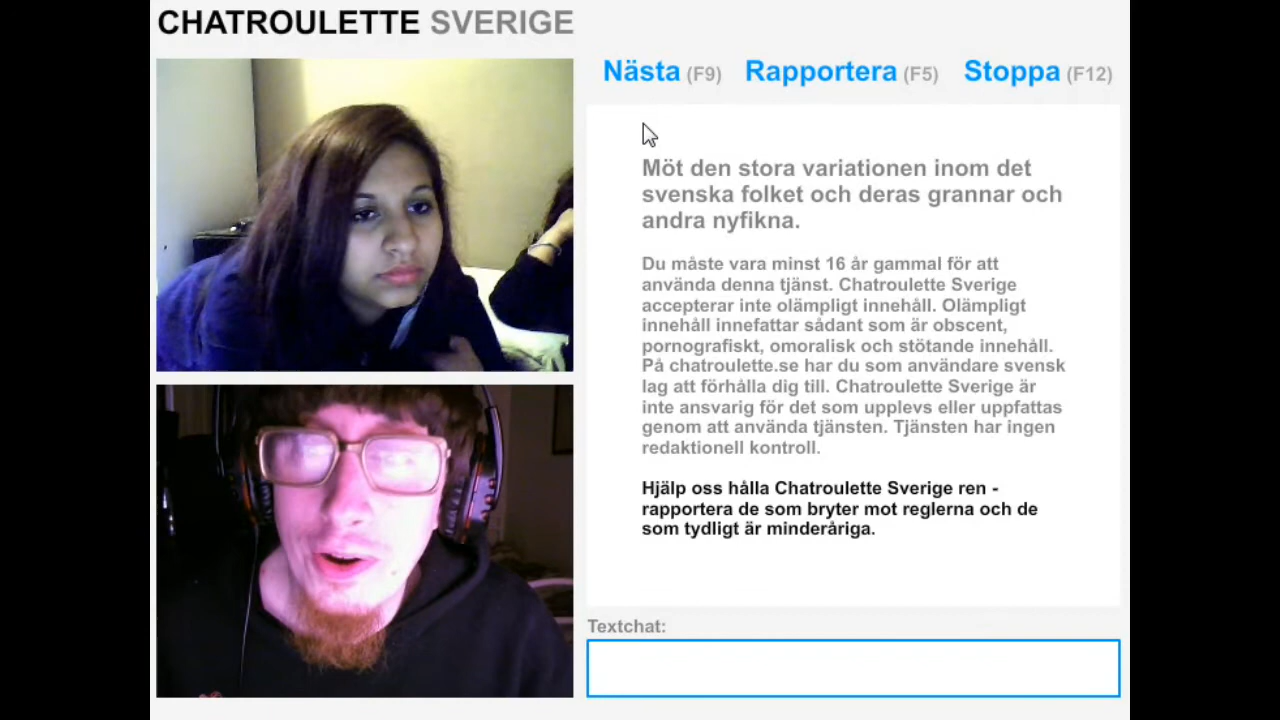 CHATROULETTE SVERIGE
Nästa (F9) Rapportera (F5) Stoppa (F12)
Möt den stora variationen inom det
svenska folket och deras grannar och
andra nyfikna.
Du måste vara minst 16 år gammal för att
använda denna tjänst. Chatroulette Sverige
accepterar inte olämpligt innehåll. Olämpligt
innehåll innefattar sådant som är obscent,
pornografiskt, omoralisk och stötande innehåll.
På chatroulette.se har du som användare svensk
lag att förhålla dig till. Chatroulette Sverige är
inte ansvarig för det som upplevs eller uppfattas
genom att använda tjänsten. Tjänsten har ingen
redaktionell kontroll.
Hjälp oss hålla Chatroulette Sverige ren -
rapportera de som bryter mot reglerna och de
som tydligt är minderåriga.
Textchat: